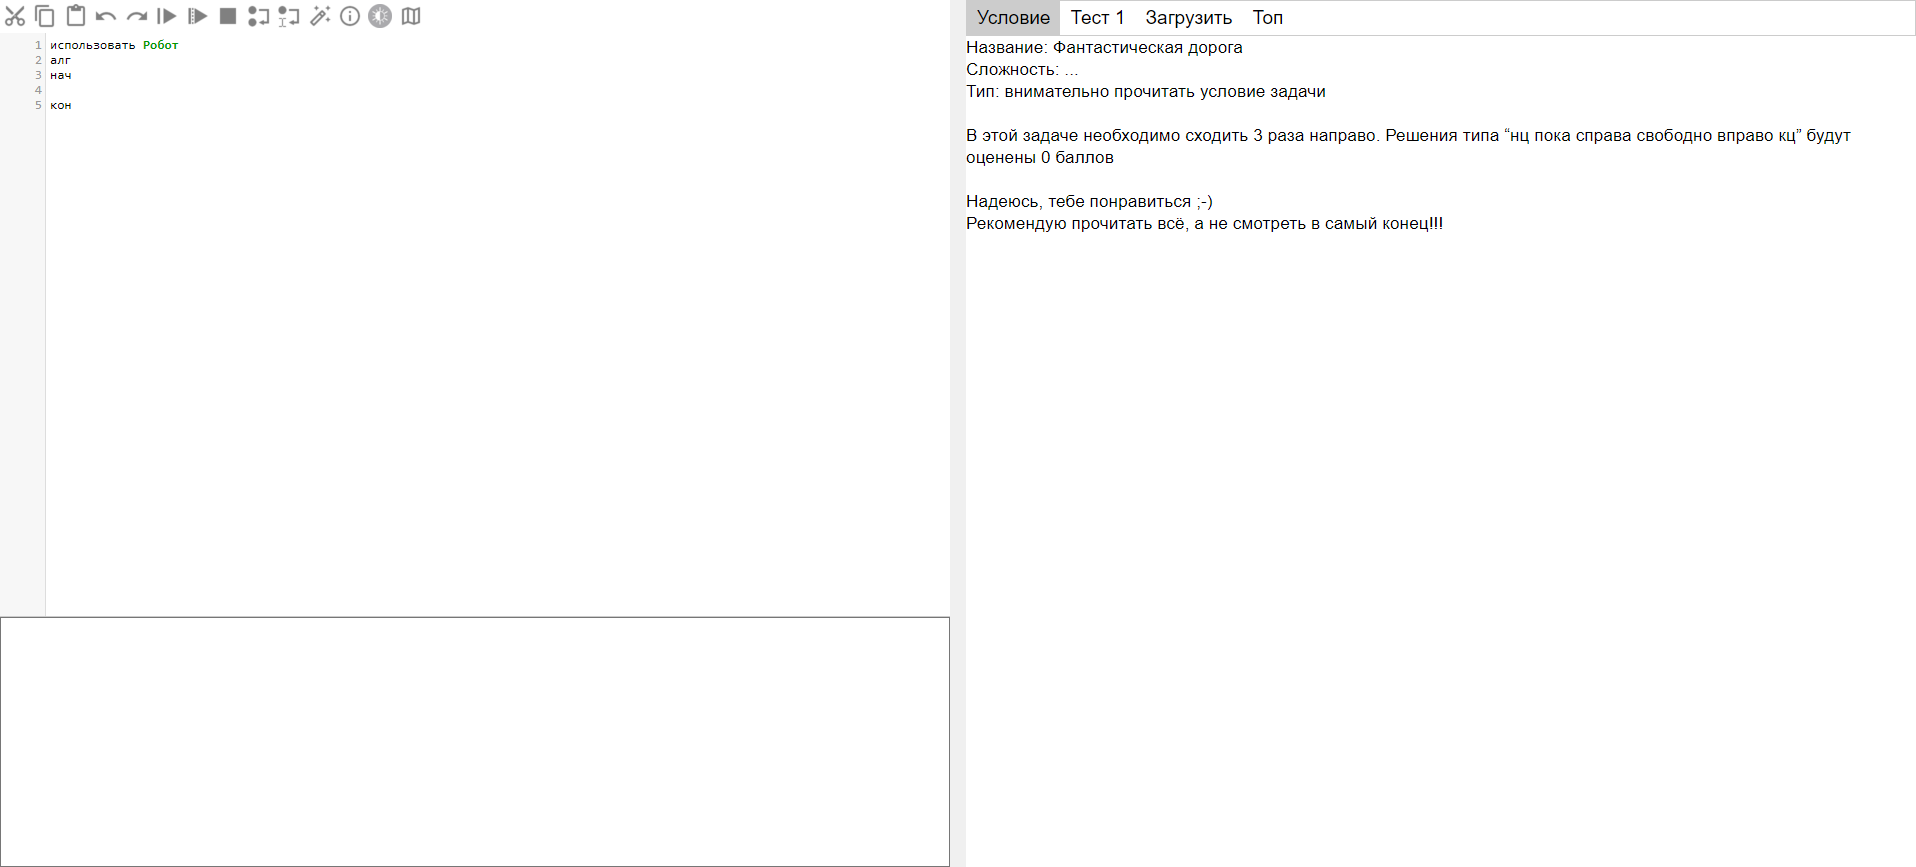 1 использовать Робот
2 алг
3 нач
4
5 кон
Условие Тест 1 Загрузить Топ
Название: Фантастическая дорога
Сложность: ...
Тип: внимательно прочитать условие задачи
В этой задаче необходимо сходить 3 раза направо. Решения типа “нц пока справа свободно вправо кц” будут
оценены 0 баллов
Надеюсь, тебе понравиться ;-)
Рекомендую прочитать всё, а не смотреть в самый конец!!!